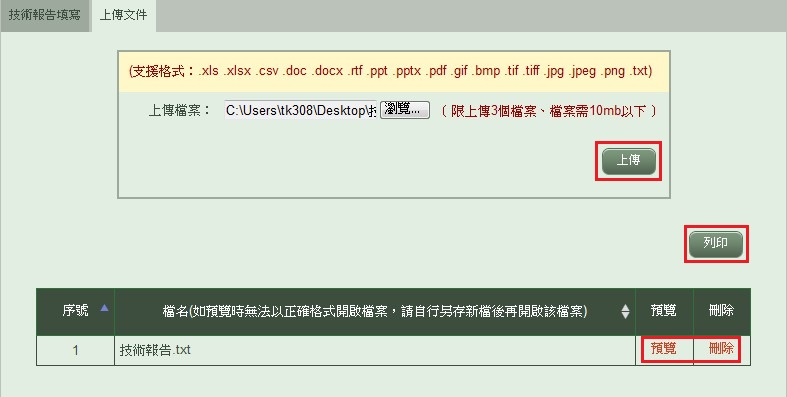 技術報告填寫 上傳文件
(支援格式：.xls .xlsx .csv .doc .docx .rtf .ppt .pptx .pdf .gif .bmp .tif .tiff .jpg .jpeg .png .txt)
上傳檔案： C:\Users\tk308\Desktop\技 瀏覽... （ 限上傳3個檔案、檔案需10mb以下 ）
上傳
列印
序號 檔名(如預覽時無法以正確格式開啟檔案，請自行另存新檔後再開啟該檔案) 預覽 刪除
1 技術報告.txt 預覽 刪除